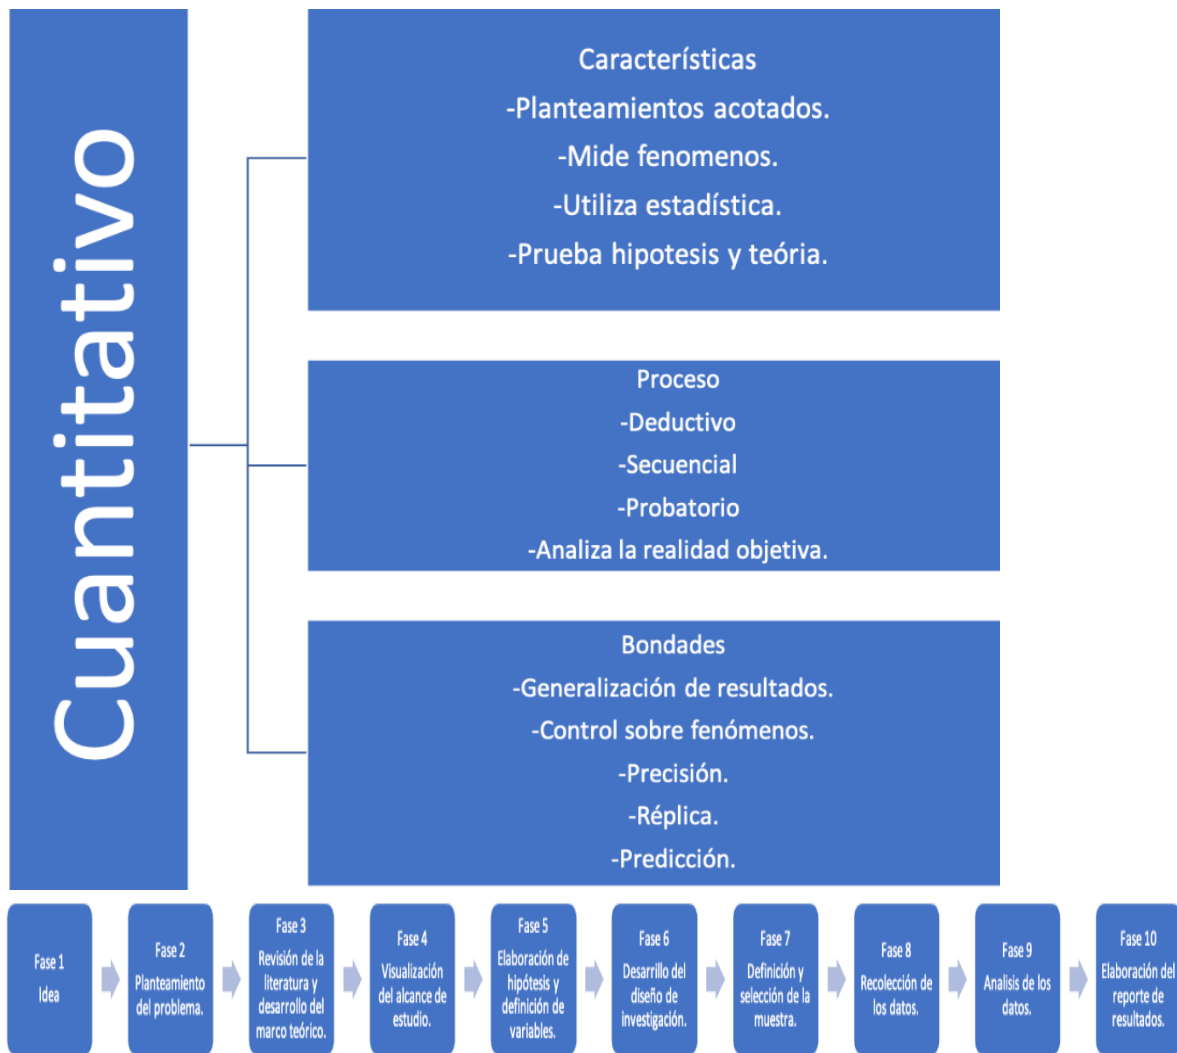 Cuantitativo
Características
-Planteamientos acotados.
-Mide fenomenos.
-Utiliza estadística.
-Prueba hipotesis y teória.
Proceso
-Deductivo
-Secuencial
-Probatorio
-Analiza la realidad objetiva.
Bondades
-Generalización de resultados.
-Control sobre fenómenos.
-Precisión.
-Réplica.
-Predicción.
Fase 1
Idea
Fase 2
Planteamiento
del problema.
Fase 3
Revisión de la
literatura y
desarrollo del
marco teórico.
Fase 4
Visualización
del alcance de
estudio.
Fase 5
Elaboración de
hipótesis y
definición de
variables.
Fase 6
Desarrillo del
diseño de
investigación.
Fase 7
Definición y
selección de la
muestra.
Fase 8
Recolección de
los datos.
Fase 9
Analisis de los
datos.
Fase 10
Elaboración del
reporte de
resultados.